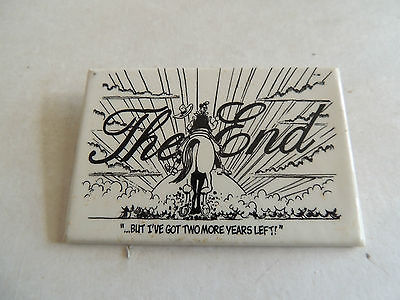 The End
"...BUT I'VE GOT TWO MORE YEARS LEFT!"